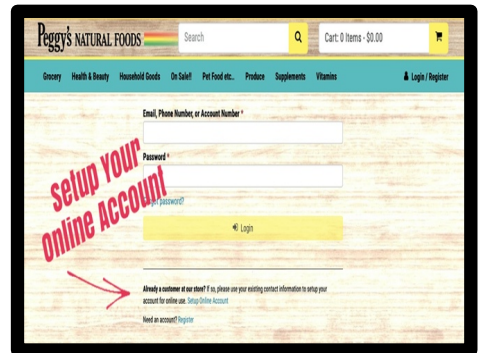 Peggy's NATURAL FOODS
Search
Cart: 0 Items - $0.00
Grocery Health & Beauty Household Goods On Sale!! Pet Food etc.. Produce Supplements Vitamins Login / Register
Email, Phone Number, or Account Number *
Password *
Setup Your
Online Account
password?
Login
Already a customer at our store? If so, please use your existing contact information to setup your
account for online use. Setup Online Account
Need an account? Register